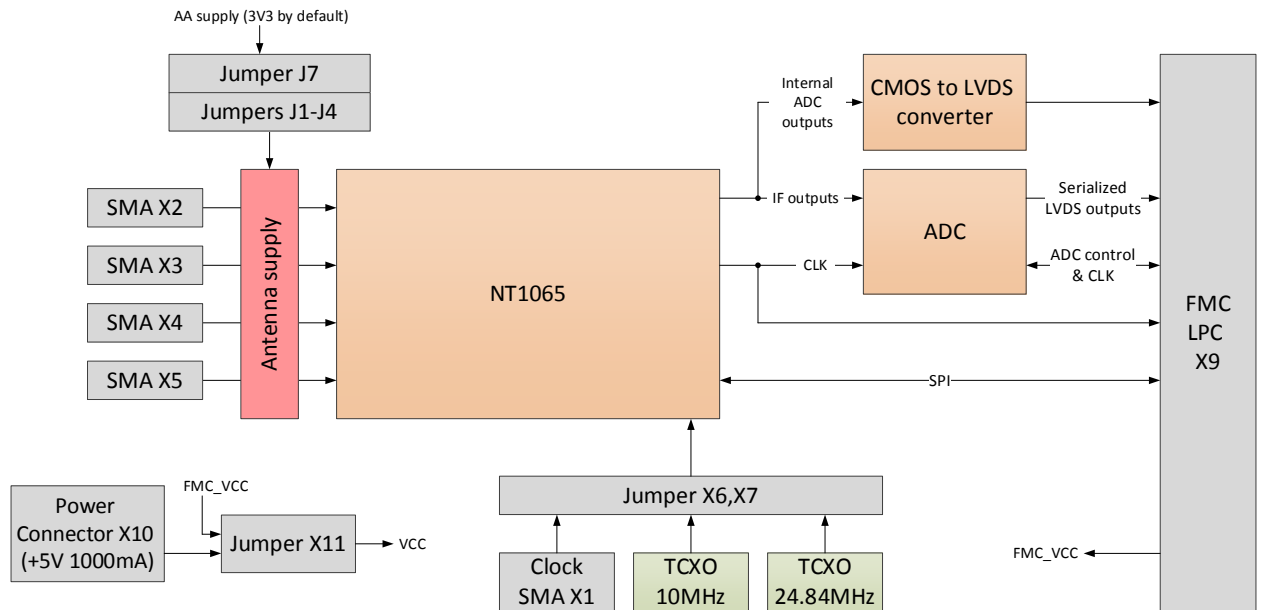 AA supply (3V3 by default)
Jumper J7
Jumpers J1-J4
Internal
ADC
outputs
CMOS to LVDS
converter
SMA X2
SMA X3
SMA X4
SMA X5
Antenna supply
NT1065
IF outputs
CLK
ADC
Serialized
LVDS outputs
ADC control
& CLK
SPI
FMC
LPC
X9
Power
Connector X10
(+5V 1000mA)
FMC_VCC
Jumper X11
VCC
Jumper X6,X7
Clock
SMA X1
TCXO
10MHz
TCXO
24.84MHz
FMC_VCC